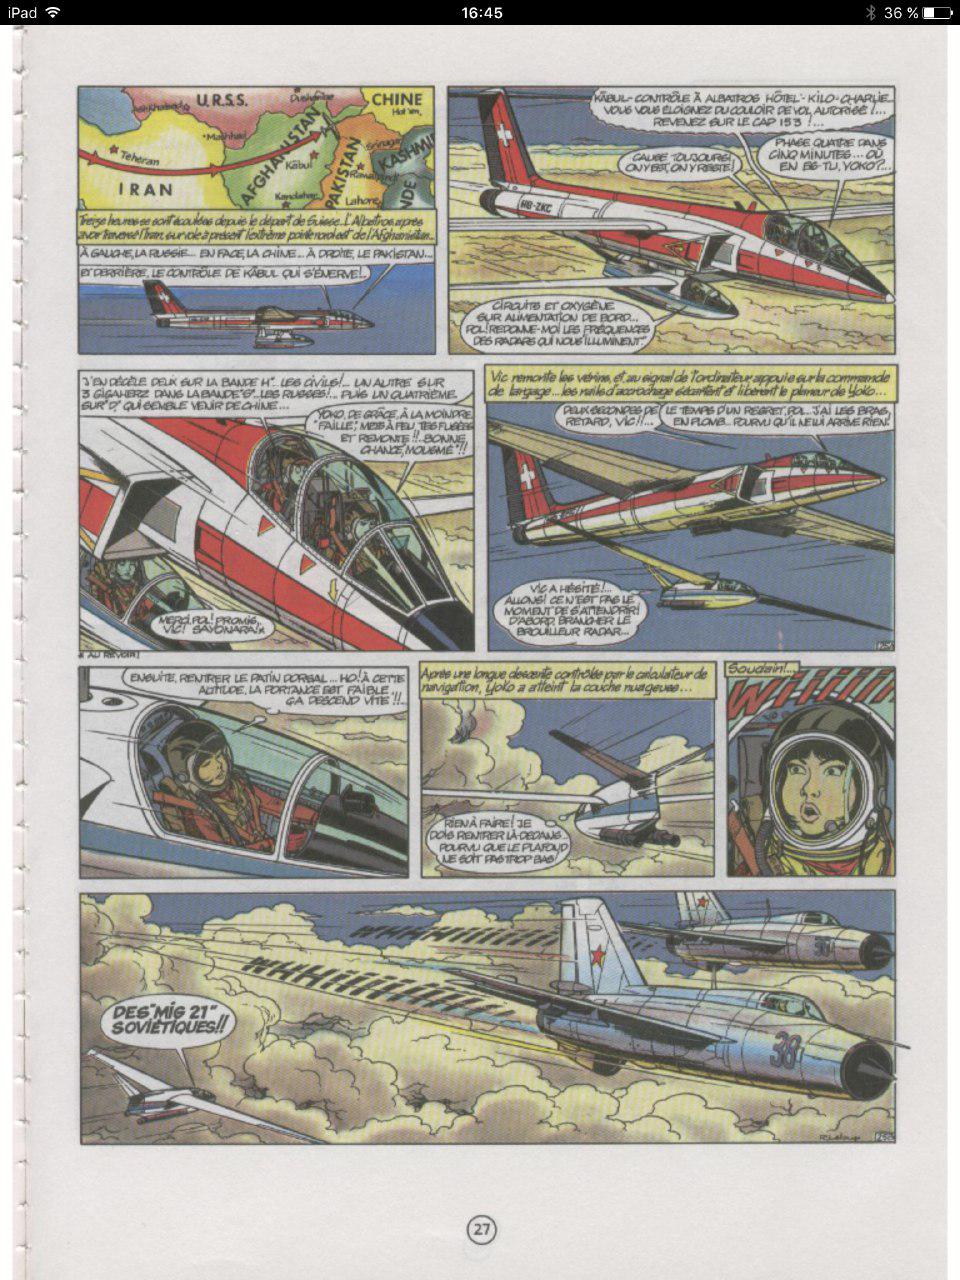 iPad
16:45
36 %
U.R.S.S.
Dushanbe
CHINE
Hot'ien
Ashkhabad
Mashhad
Teheran
IRAN
AFGHANISTAN
Kâbul
Kandahar
PAKISTAN
Srinagar
KASHMIR
Rawalpindi
Lahore
INDE
Treize heures se sont écoulées depuis le départ de Suisse. L'Albatros, après
avoir traversé l'Iran, survole à présent l'extrême pointe nord est de l'Afghanistan...
À GAUCHE, LA RUSSIE... EN FACE, LA CHINE... À DROITE, LE PAKISTAN...
ET DERRIÈRE, LE CONTRÔLE DE KÂBUL QUI S'ÉNERVE!..
KÂBUL-CONTRÔLE À ALBATROS HÔTEL-KILO-CHARLIE...
VOUS VOUS ÉLOIGNEZ DU COULOIR DE VOL AUTORISÉ!...
REVENEZ SUR LE CAP 153!...
CAUSE TOUJOURS!
ON Y EST, ON Y RESTE!
PHASE QUATRE DANS
CINQ MINUTES... OÙ
EN ES-TU, YOKO?...
HB-ZKC
CIRCUITS ET OXYGÈNE
SUR ALIMENTATION DE BORD...
POL! REDONNE-MOI LES FRÉQUENCES
DES RADARS QUI NOUS ILLUMINENT.
J'EN DÉCÈLE DEUX SUR LA BANDE "H"... LES CIVILS!... UN AUTRE SUR
3 GIGAHERZ DANS LA BANDE "S"... LES RUSSES!... PUIS UN QUATRIÈME
SUR "D", QUI SEMBLE VENIR DE CHINE...
YOKO, DE GRÂCE, À LA MOINDRE
"FAILLE", METS À FEU TES FUSÉES
ET REMONTE!!.. BONNE
CHANCE, "MOUSMÉ"!!
MERCI, POL! PROMIS,
VIC! SAYONARA!*
* AU REVOIR!
Vic remonte les vérins, et, au signal de l'ordinateur appuie sur la commande
de largage... les rails d'accrochage s'écartent et libèrent le planeur de Yoko...
DEUX SECONDES DE
RETARD, VIC!!...
LE TEMPS D'UN REGRET, POL... J'AI LES BRAS
EN PLOMB... POURVU QU'IL NE LUI ARRIVE RIEN!
VIC A HÉSITÉ!...
ALLONS! CE N'EST PAS LE
MOMENT DE S'ATTENDRIR!
D'ABORD, BRANCHER LE
BROUILLEUR RADAR...
25A
ENSUITE, RENTRER LE PATIN DORSAL... HO! À CETTE
ALTITUDE, LA PORTANCE EST FAIBLE,
ÇA DESCEND VITE!!..
Après une longue descente contrôlée par le calculateur de
navigation, Yoko a atteint la couche nuageuse...
RIEN À FAIRE! JE
DOIS RENTRER LÀ-DEDANS...
POURVU QUE LE PLAFOND
NE SOIT PAS TROP BAS!
Soudain!...
DES "MIG 21"
SOVIÉTIQUES!!
38
R. Leloup
25B
27